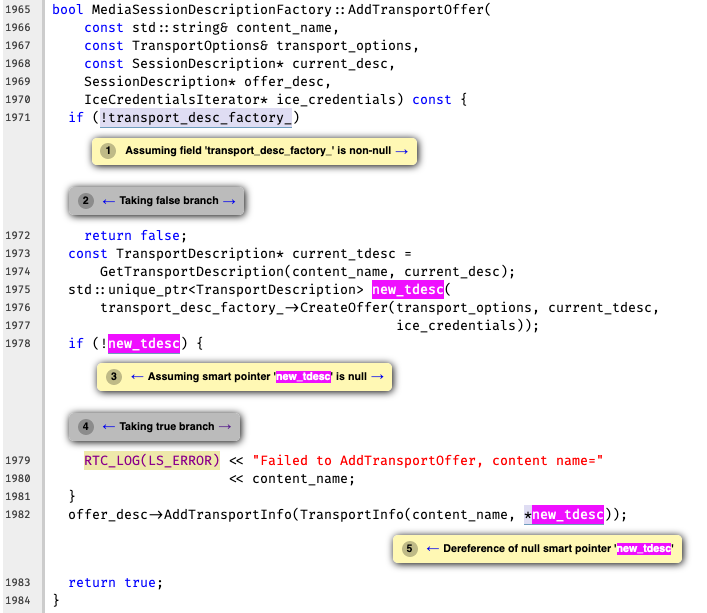 1965 bool MediaSessionDescriptionFactory::AddTransportOffer(
1966 const std::string& content_name,
1967 const TransportOptions& transport_options,
1968 const SessionDescription* current_desc,
1969 SessionDescription* offer_desc,
1970 IceCredentialsIterator* ice_credentials) const {
1971 if (!transport_desc_factory_)
1 Assuming field 'transport_desc_factory_' is non-null →
2 ← Taking false branch →
1972 return false;
1973 const TransportDescription* current_tdesc =
1974 GetTransportDescription(content_name, current_desc);
1975 std::unique_ptr<TransportDescription> new_tdesc(
1976 transport_desc_factory_->CreateOffer(transport_options, current_tdesc,
1977 ice_credentials));
1978 if (!new_tdesc) {
3 ← Assuming smart pointer 'new_tdesc' is null →
4 ← Taking true branch →
1979 RTC_LOG(LS_ERROR) << "Failed to AddTransportOffer, content name="
1980 << content_name;
1981 }
1982 offer_desc->AddTransportInfo(TransportInfo(content_name, *new_tdesc));
5 ← Dereference of null smart pointer 'new_tdesc'
1983 return true;
1984 }